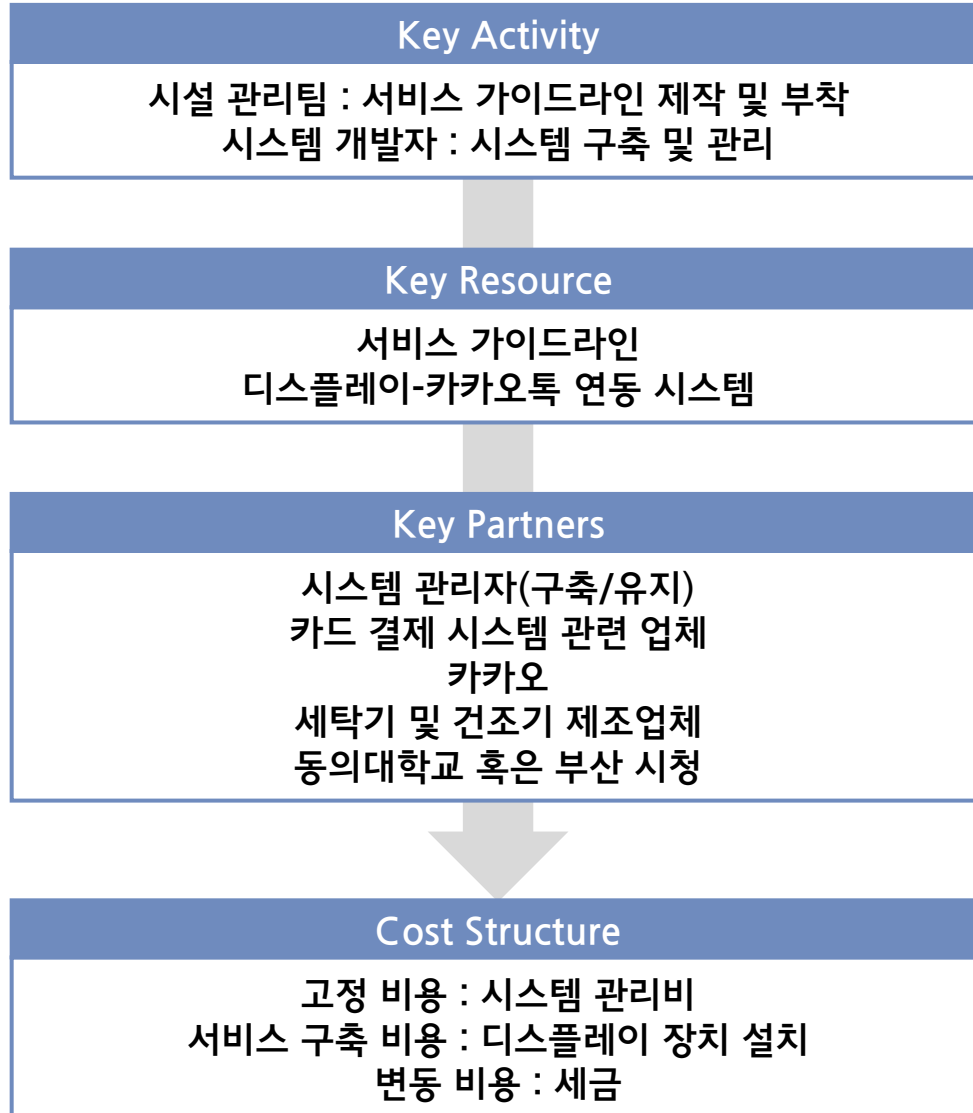 Key Activity
시설 관리팀 : 서비스 가이드라인 제작 및 부착
시스템 개발자 : 시스템 구축 및 관리
Key Resource
서비스 가이드라인
디스플레이-카카오톡 연동 시스템
Key Partners
시스템 관리자(구축/유지)
카드 결제 시스템 관련 업체
카카오
세탁기 및 건조기 제조업체
동의대학교 혹은 부산 시청
Cost Structure
고정 비용 : 시스템 관리비
서비스 구축 비용 : 디스플레이 장치 설치
변동 비용 : 세금